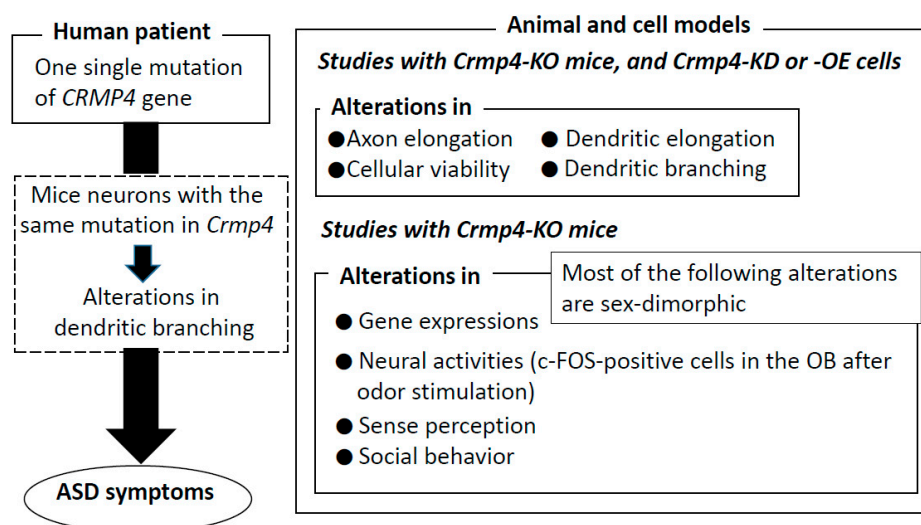 Human patient
One single mutation
of CRMP4 gene
Mice neurons with the
same mutation in Crmp4
Alterations in
dendritic branching
ASD symptoms
Animal and cell models
Studies with Crmp4-KO mice, and Crmp4-KD or -OE cells
Alterations in
●Axon elongation ● Dendritic elongation
●Cellular viability ● Dendritic branching
Studies with Crmp4-KO mice
Alterations in
Most of the following alterations
are sex-dimorphic
● Gene expressions
● Neural activities (c-FOS-positive cells in the OB after
odor stimulation)
● Sense perception
● Social behavior